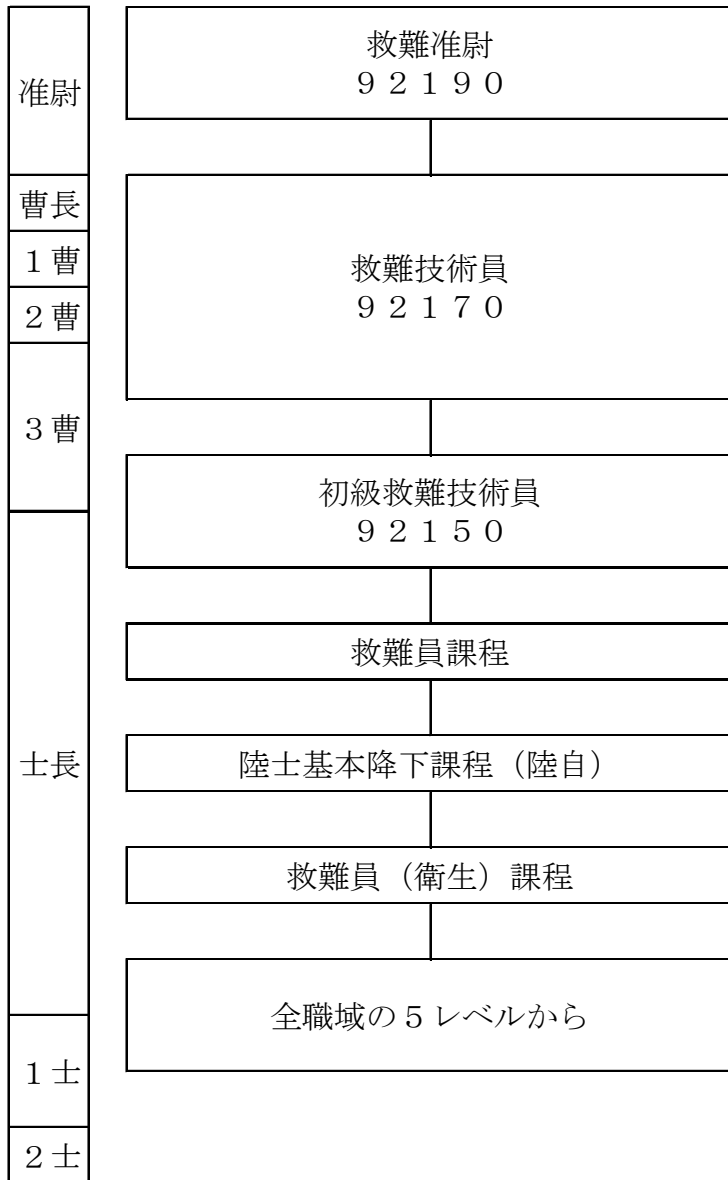 准尉
曹長
１曹
２曹
３曹
士長
１士
２士
救難准尉
９２１９０
救難技術員
９２１７０
初級救難技術員
９２１５０
救難員課程
陸士基本降下課程（陸自）
救難員（衛生）課程
全職域の５レベルから